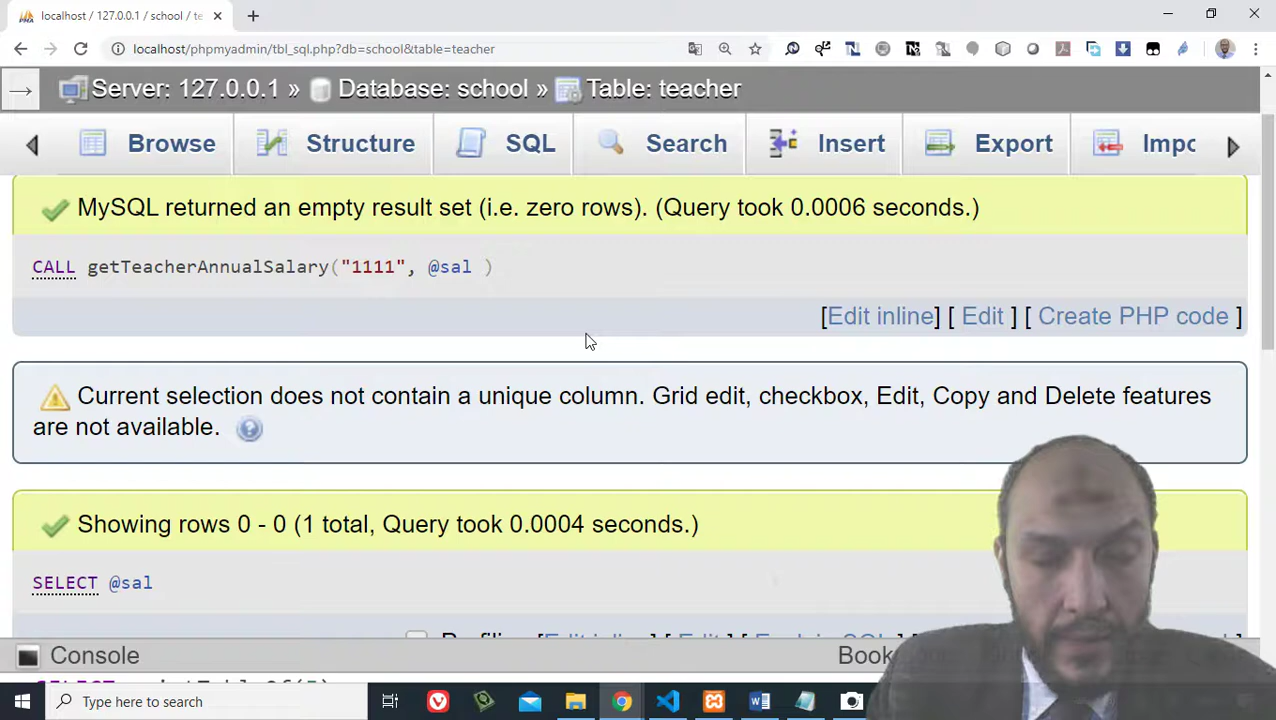 localhost / 127.0.0.1 / school / te
localhost/phpmyadmin/tbl_sql.php?db=school&table=teacher
Server: 127.0.0.1 » Database: school » Table: teacher
Browse Structure SQL Search Insert Export Impo
MySQL returned an empty result set (i.e. zero rows). (Query took 0.0006 seconds.)
CALL getTeacherAnnualSalary("1111", @sal )
[Edit inline] [ Edit ] [ Create PHP code ]
Current selection does not contain a unique column. Grid edit, checkbox, Edit, Copy and Delete features
are not available.
Showing rows 0 - 0 (1 total, Query took 0.0004 seconds.)
SELECT @sal
Console
Type here to search